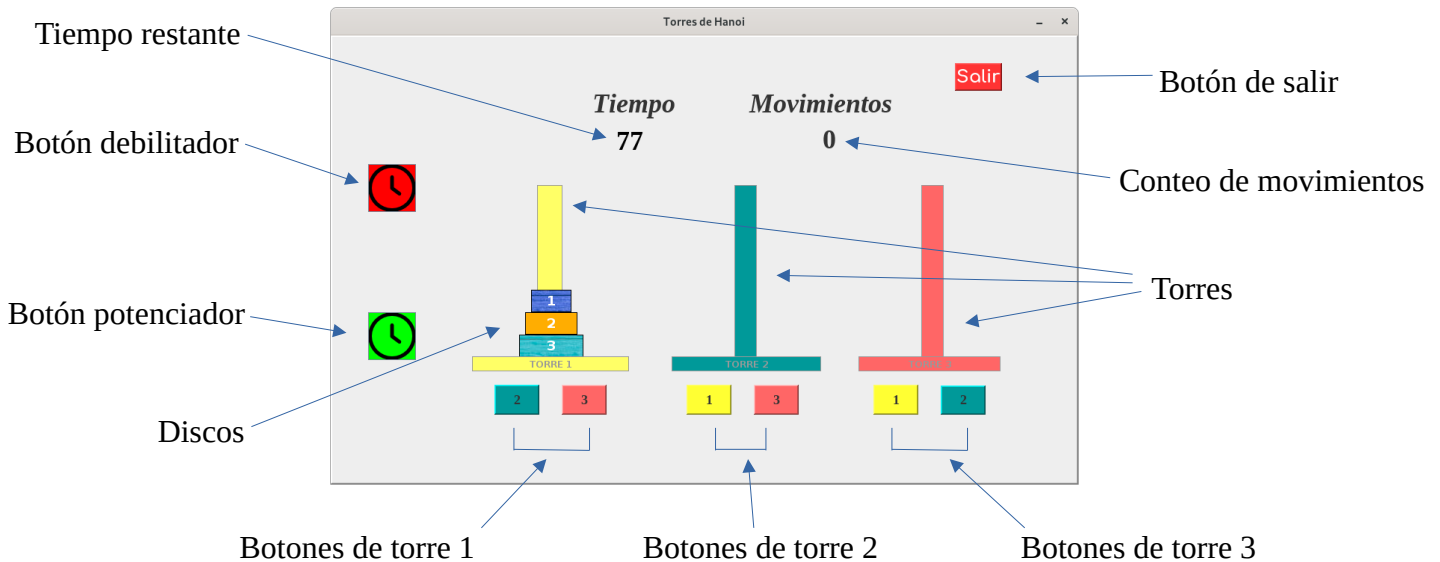 Torres de Hanoi
Tiempo restante
Salir
Botón de salir
Tiempo
Movimientos
77
0
Botón debilitador
Conteo de movimientos
Torres
Botón potenciador
1
2
3
TORRE 1
TORRE 2
2
3
1
3
1
2
Discos
Botones de torre 1
Botones de torre 2
Botones de torre 3